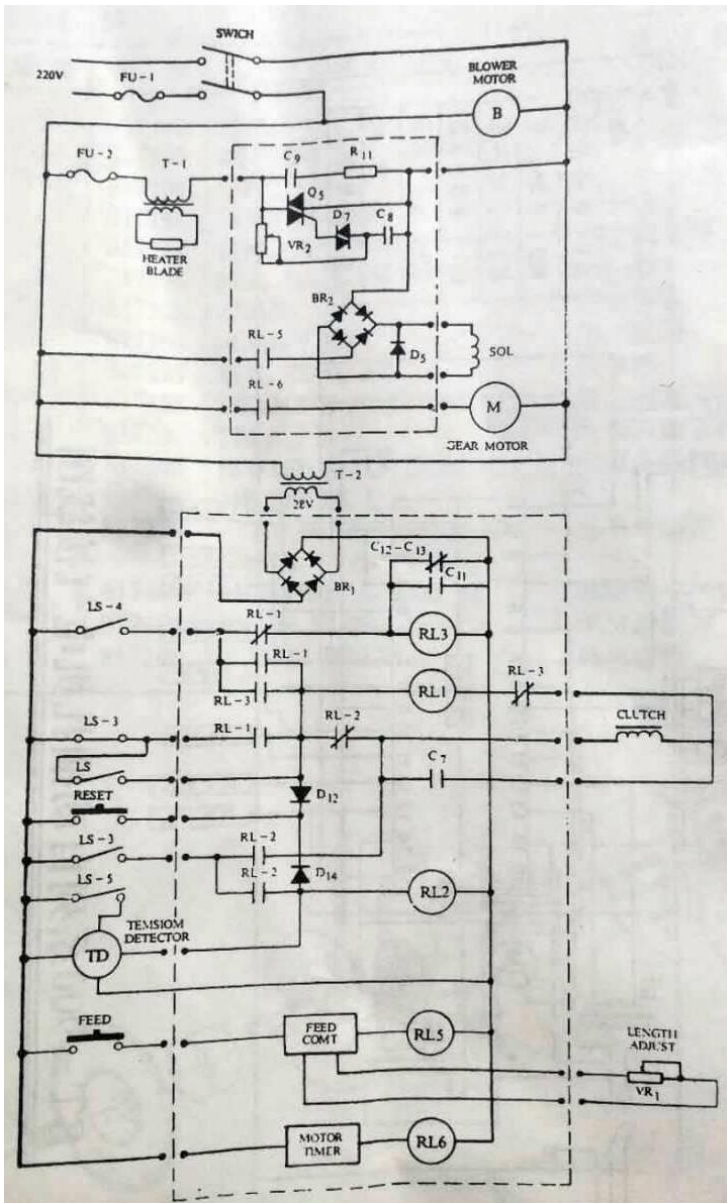 SWICH
220V
FU-1
BLOWER
MOTOR
B
FU-2
T-1
C9
R11
Q5
D7
C8
VR2
HEATER
BLADE
BR2
RL-5
D5
SOL
RL-6
M
GEAR MOTOR
T-2
28V
C12-C13
C11
BR1
LS-4
RL-1
RL3
RL-1
RL-3
RL1
RL-3
LS-3
RL-1
RL-2
CLUTCH
LS
C7
RESET
D12
LS-3
RL-2
LS-5
RL-2
D14
RL2
TEMSIOM
DETECTOR
TD
FEED
FEED
COMT
RL5
LENGTH
ADJUST
VR1
MOTOR
TIMER
RL6